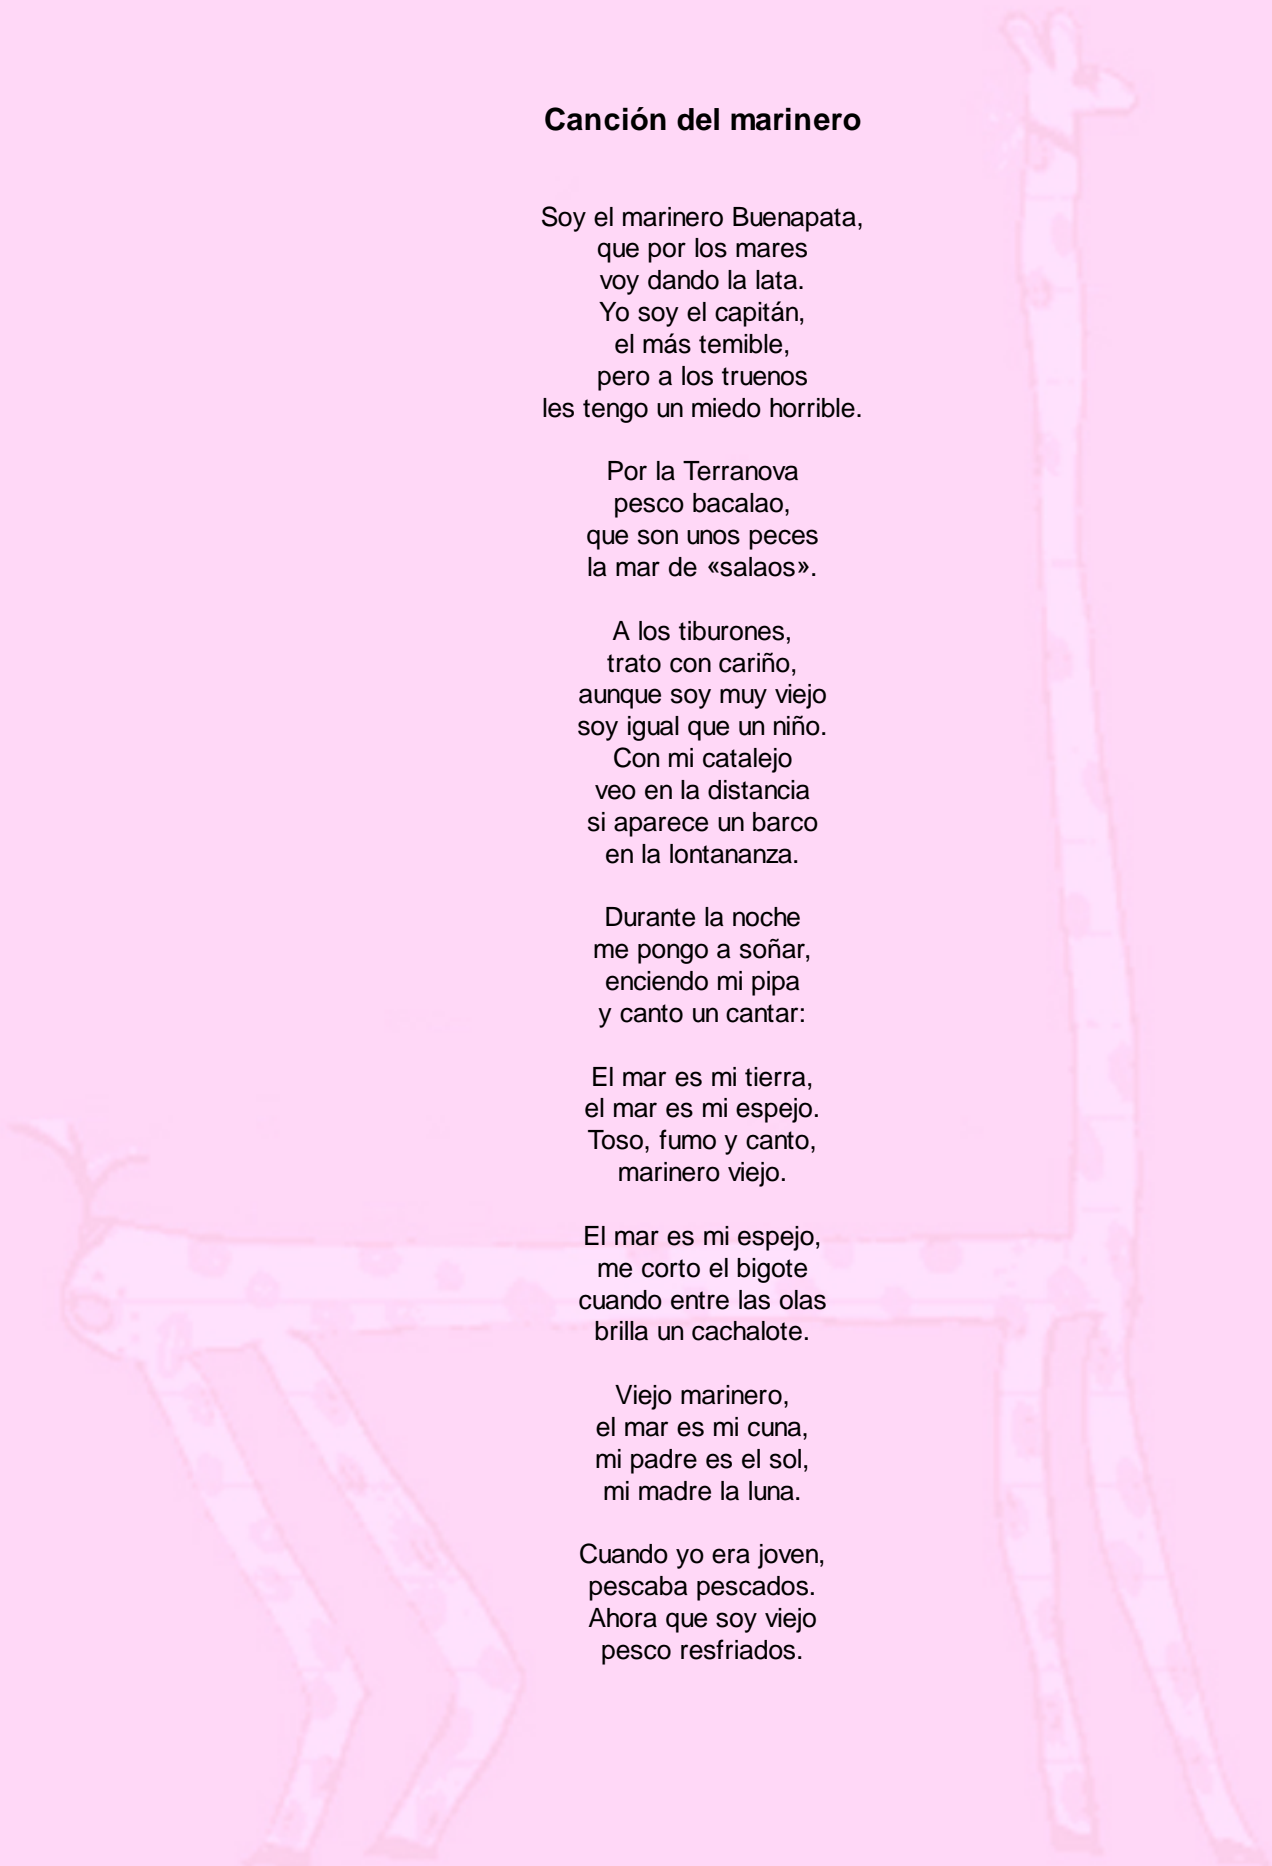 Canción del marinero
Soy el marinero Buenapata,
que por los mares
voy dando la lata.
Yo soy el capitán,
el más temible,
pero a los truenos
les tengo un miedo horrible.
Por la Terranova
pesco bacalao,
que son unos peces
la mar de «salaos».
A los tiburones,
trato con cariño,
aunque soy muy viejo
soy igual que un niño.
Con mi catalejo
veo en la distancia
si aparece un barco
en la lontananza.
Durante la noche
me pongo a soñar,
enciendo mi pipa
y canto un cantar:
El mar es mi tierra,
el mar es mi espejo.
Toso, fumo y canto,
marinero viejo.
El mar es mi espejo,
me corto el bigote
cuando entre las olas
brilla un cachalote.
Viejo marinero,
el mar es mi cuna,
mi padre es el sol,
mi madre la luna.
Cuando yo era joven,
pescaba pescados.
Ahora que soy viejo
pesco resfriados.